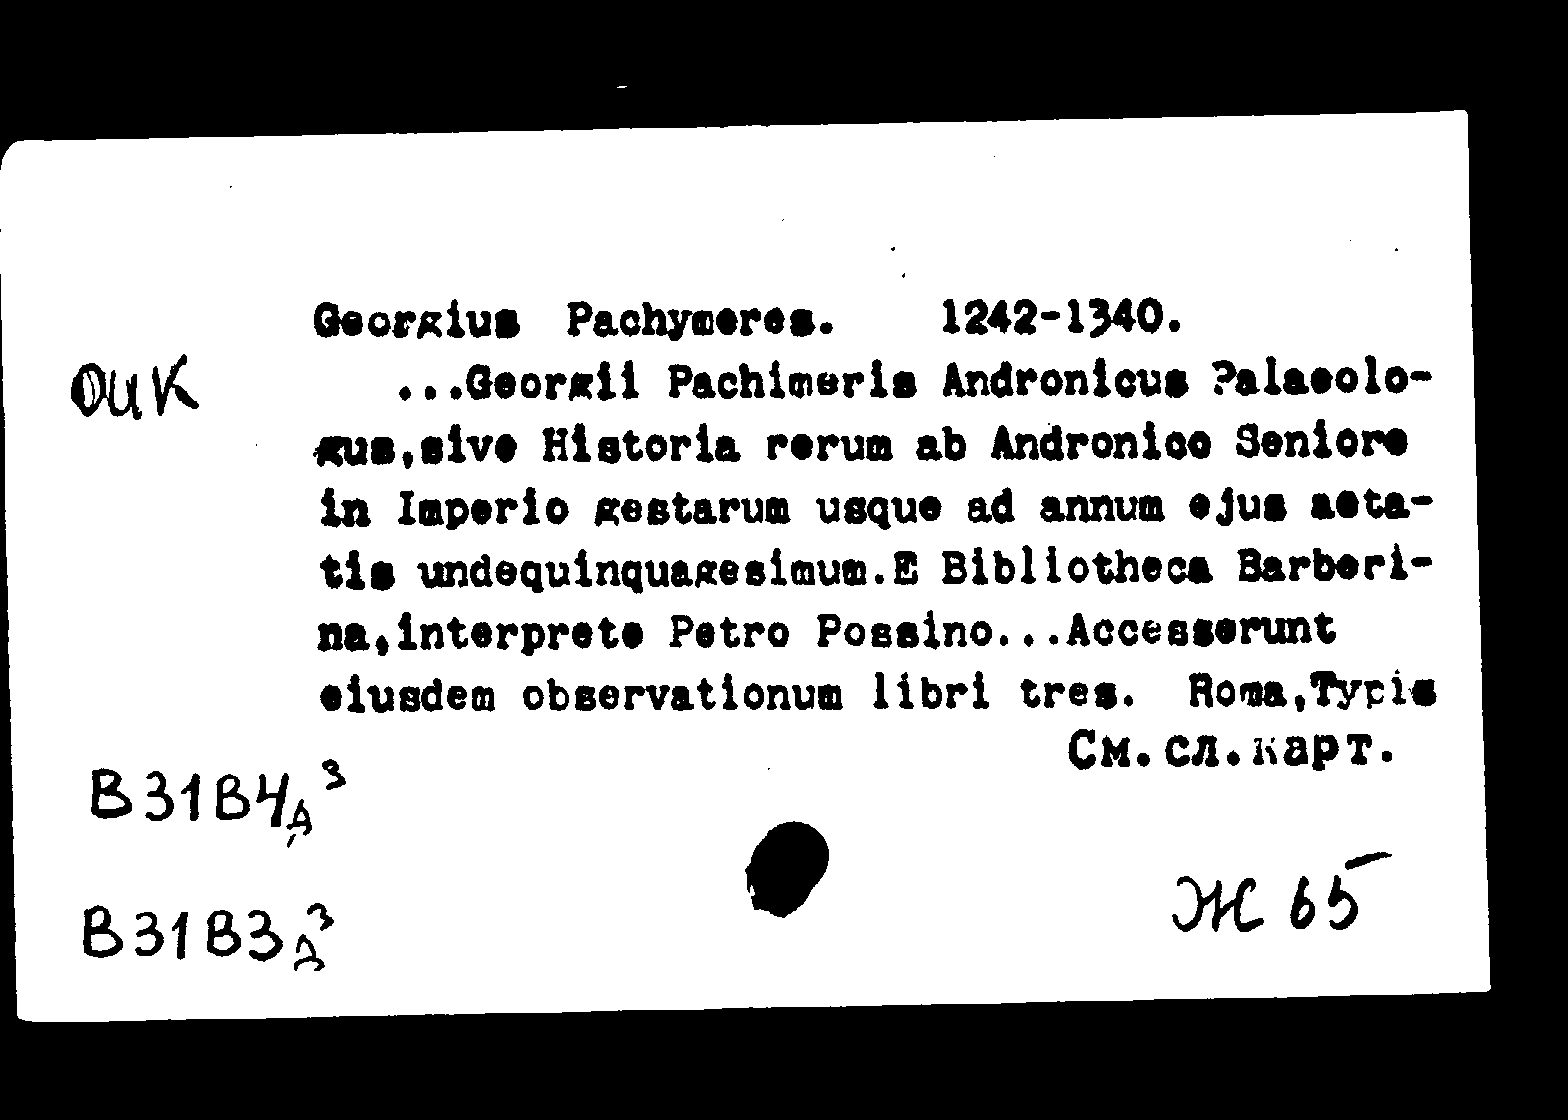 Georgius Pachymeres. 1242-1340.
ОИК
...Georgii Pachimeris Andronicus Palaeolo-
gus,sive Historia rerum ab Andronico Seniore
in Imperio gestarum usque ad annum ejus aeta-
tis undequinquagesimum.E Bibliotheca Barberi-
na,interprete Petro Possino...Accesserunt
eiusdem observationum libri tres. Roma,Typis
См.сл.карт.
В31В4д3
В31В3д3
Ж 65